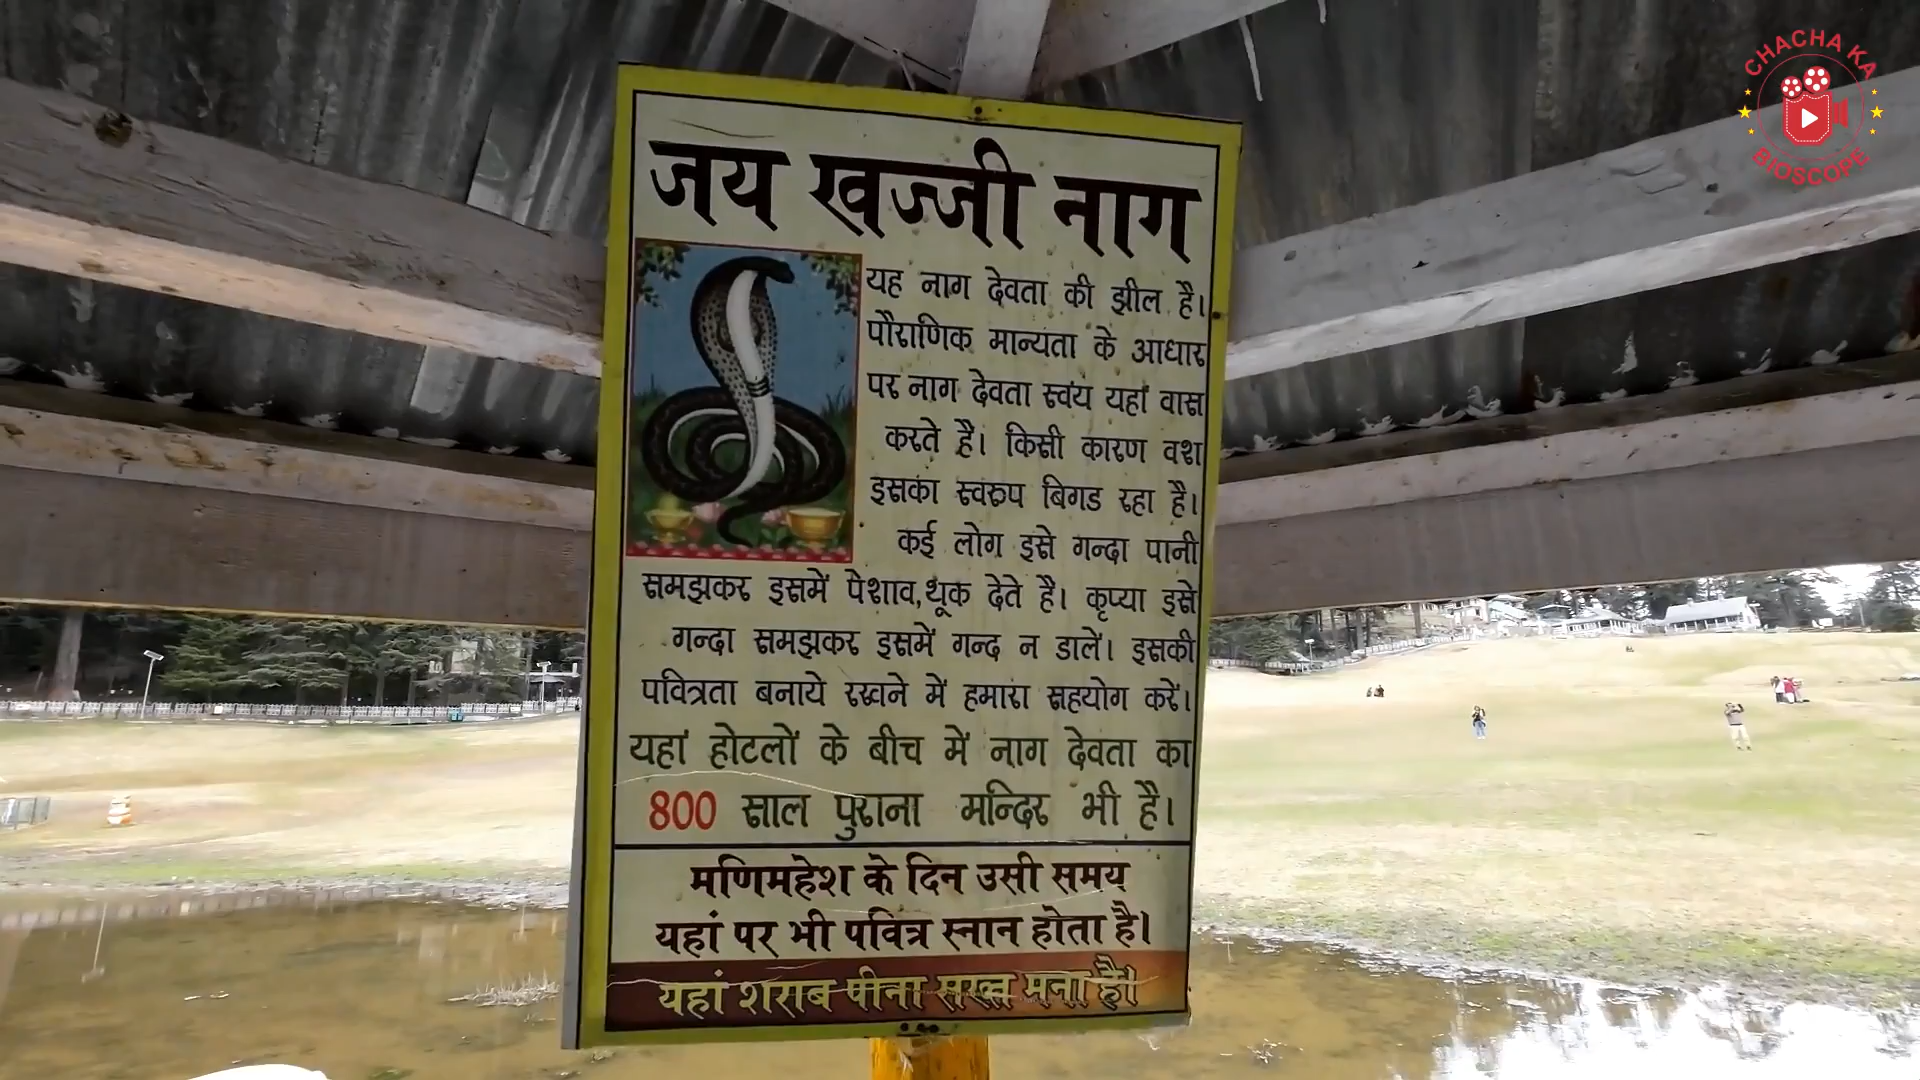 जय खज्जी नाग
यह नाग देवता की झील है।
पौराणिक मान्यता के आधार
पर नाग देवता स्वंय यहां वास
करते है। किसी कारण वश
इसका स्वरुप बिगड रहा है।
कई लोग इसे गन्दा पानी
समझकर इसमें पेशाव,थूक देते है। कृप्या इसे
गन्दा समझकर इसमें गन्द न डालें। इसकी
पवित्रता बनाये रखने में हमारा सहयोग करें।
यहां होटलों के बीच में नाग देवता का
800 साल पुराना मन्दिर भी है।
मणिमहेश के दिन उसी समय
यहां पर भी पवित्र स्नान होता है।
यहां शराब पीना सख्त मना है।
CHACHA KA
BIOSCOPE